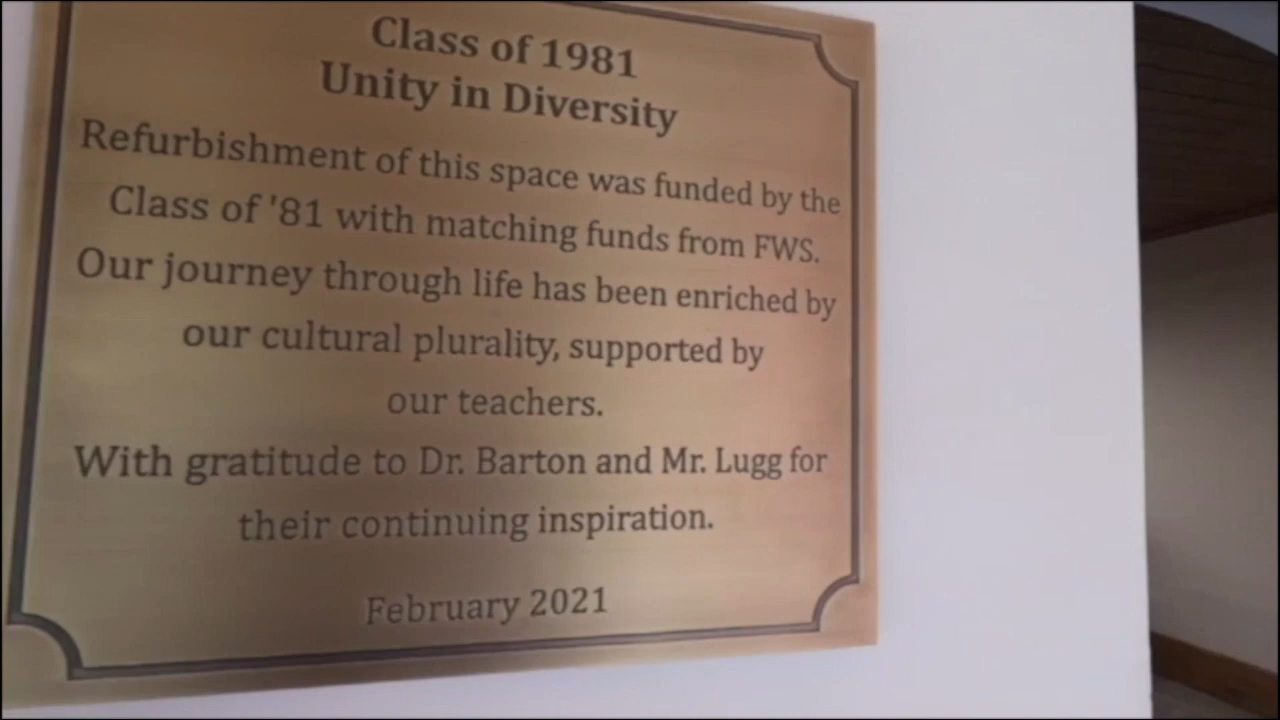 Class of 1981
Unity in Diversity
Refurbishment of this space was funded by the
Class of '81 with matching funds from FWS.
Our journey through life has been enriched by
our cultural plurality, supported by
our teachers.
With gratitude to Dr. Barton and Mr. Lugg for
their continuing inspiration.
February 2021